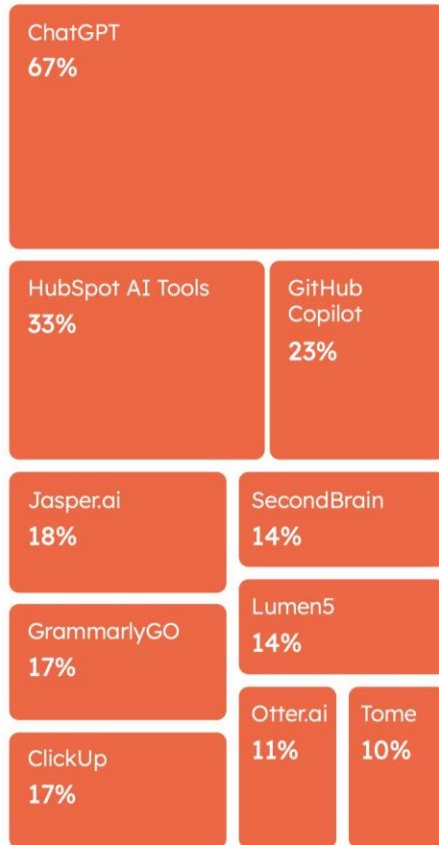 ChatGPT
67%
HubSpot AI Tools
33%
GitHub
Copilot
23%
Jasper.ai
18%
SecondBrain
14%
GrammarlyGO
17%
Lumen5
14%
ClickUp
17%
Otter.ai
11%
Tome
10%